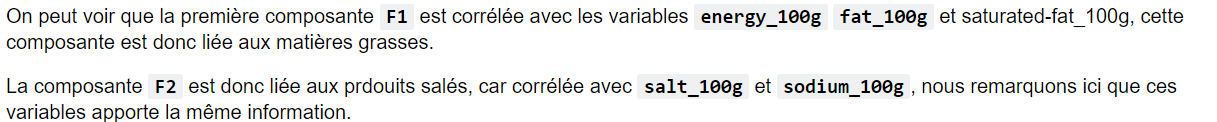 On peut voir que la première composante F1 est corrélée avec les variables energy_100g fat_100g et saturated-fat_100g, cette
composante est donc liée aux matières grasses.
La composante F2 est donc liée aux prdouits salés, car corrélée avec salt_100g et sodium_100g , nous remarquons ici que ces
variables apporte la même information.